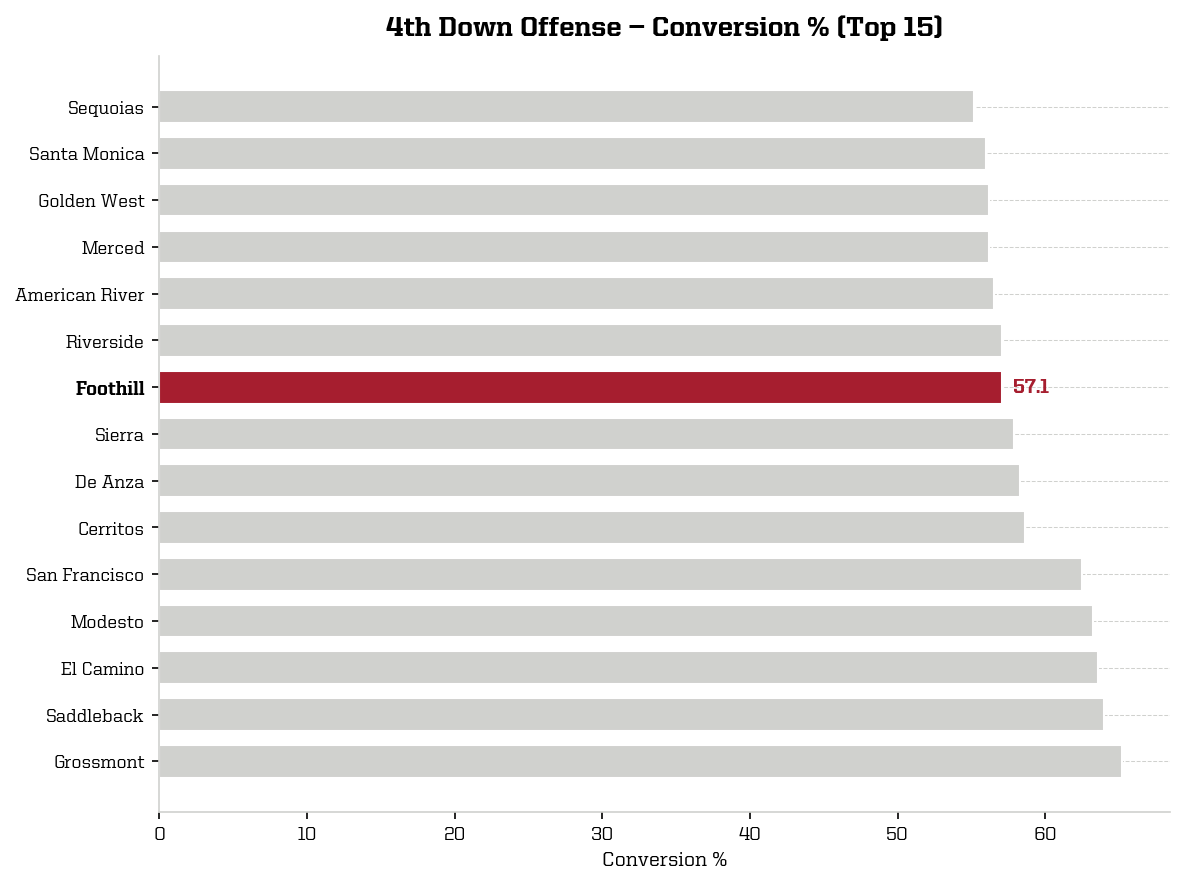 4th Down Offense – Conversion % (Top 15)
Sequoias
Santa Monica
Golden West
Merced
American River
Riverside
Foothill 57.1
Sierra
De Anza
Cerritos
San Francisco
Modesto
El Camino
Saddleback
Grossmont
0 10 20 30 40 50 60
Conversion %